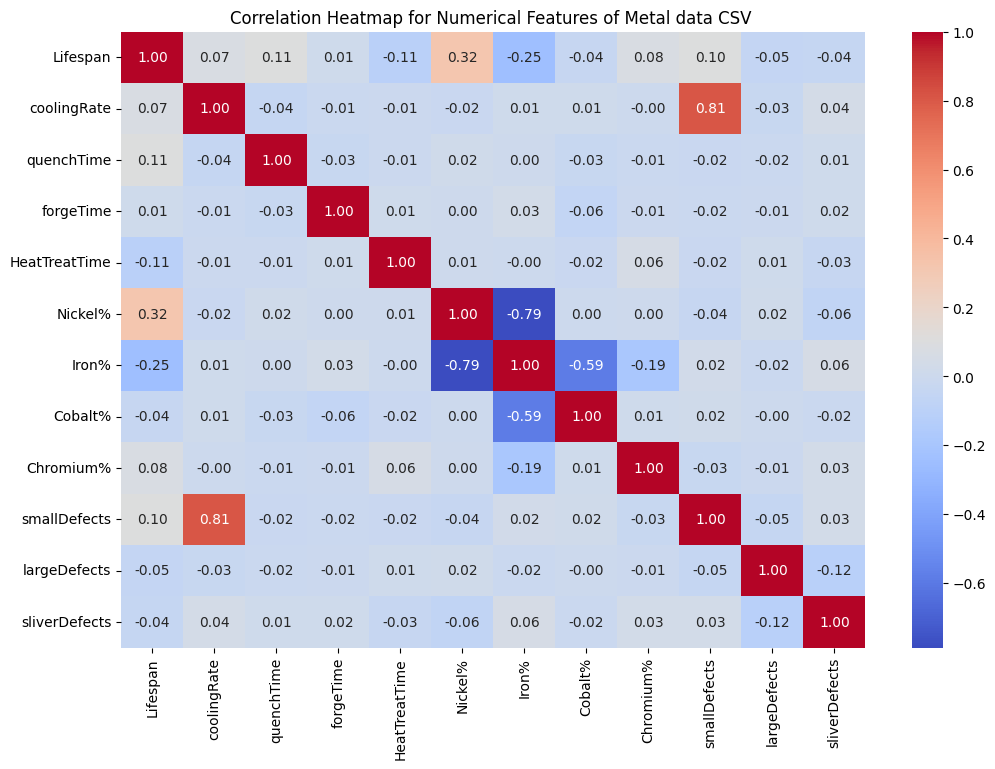 Correlation Heatmap for Numerical Features of Metal data CSV
Lifespan 1.00 0.07 0.11 0.01 -0.11 0.32 -0.25 -0.04 0.08 0.10 -0.05 -0.04
coolingRate 0.07 1.00 -0.04 -0.01 -0.01 -0.02 0.01 0.01 -0.00 0.81 -0.03 0.04
quenchTime 0.11 -0.04 1.00 -0.03 -0.01 0.02 0.00 -0.03 -0.01 -0.02 -0.02 0.01
forgeTime 0.01 -0.01 -0.03 1.00 0.01 0.00 0.03 -0.06 -0.01 -0.02 -0.01 0.02
HeatTreatTime -0.11 -0.01 -0.01 0.01 1.00 0.01 -0.00 -0.02 0.06 -0.02 0.01 -0.03
Nickel% 0.32 -0.02 0.02 0.00 0.01 1.00 -0.79 0.00 0.00 -0.04 0.02 -0.06
Iron% -0.25 0.01 0.00 0.03 -0.00 -0.79 1.00 -0.59 -0.19 0.02 -0.02 0.06
Cobalt% -0.04 0.01 -0.03 -0.06 -0.02 0.00 -0.59 1.00 0.01 0.02 -0.00 -0.02
Chromium% 0.08 -0.00 -0.01 -0.01 0.06 0.00 -0.19 0.01 1.00 -0.03 -0.01 0.03
smallDefects 0.10 0.81 -0.02 -0.02 -0.02 -0.04 0.02 0.02 -0.03 1.00 -0.05 0.03
largeDefects -0.05 -0.03 -0.02 -0.01 0.01 0.02 -0.02 -0.00 -0.01 -0.05 1.00 -0.12
sliverDefects -0.04 0.04 0.01 0.02 -0.03 -0.06 0.06 -0.02 0.03 0.03 -0.12 1.00
Lifespan
coolingRate
quenchTime
forgeTime
HeatTreatTime
Nickel%
Iron%
Cobalt%
Chromium%
smallDefects
largeDefects
sliverDefects
1.0
0.8
0.6
0.4
0.2
0.0
−0.2
−0.4
−0.6